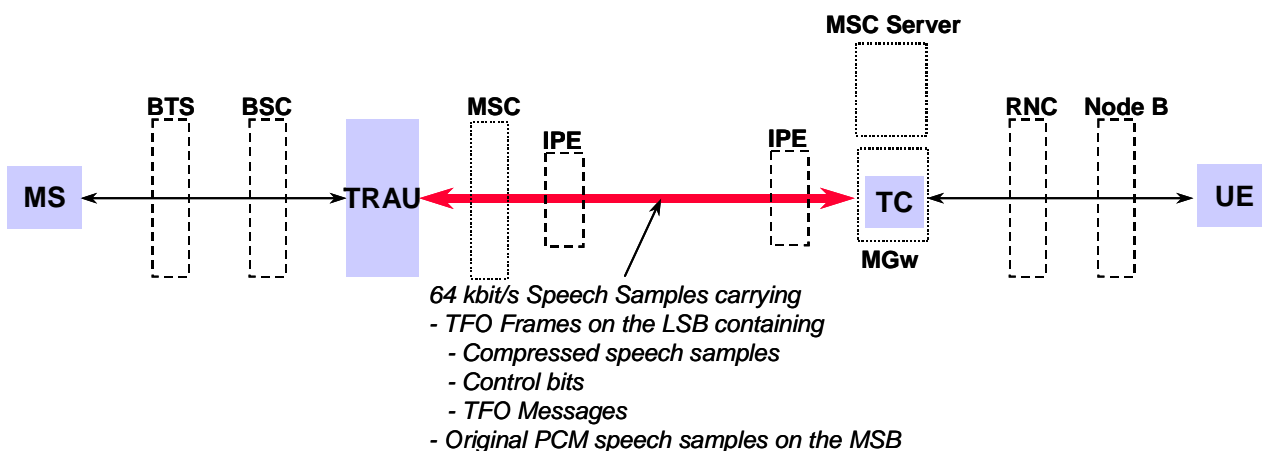 MSC Server
BTS
BSC
MSC
IPE
IPE
RNC
Node B
MS
TRAU
TC
UE
MGw
64 kbit/s Speech Samples carrying
- TFO Frames on the LSB containing
- Compressed speech samples
- Control bits
- TFO Messages
- Original PCM speech samples on the MSB